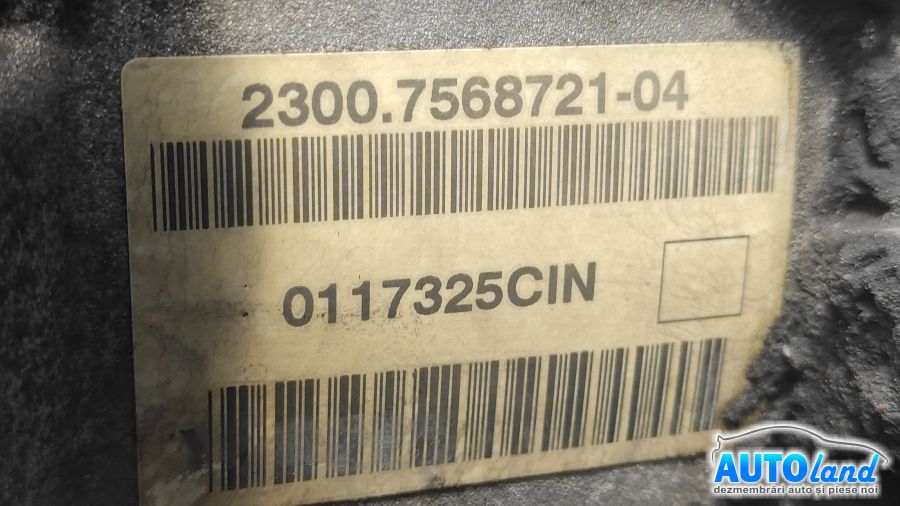 2300.7568721-04
0117325CIN
AUTOland
dezmembrări auto și piese noi